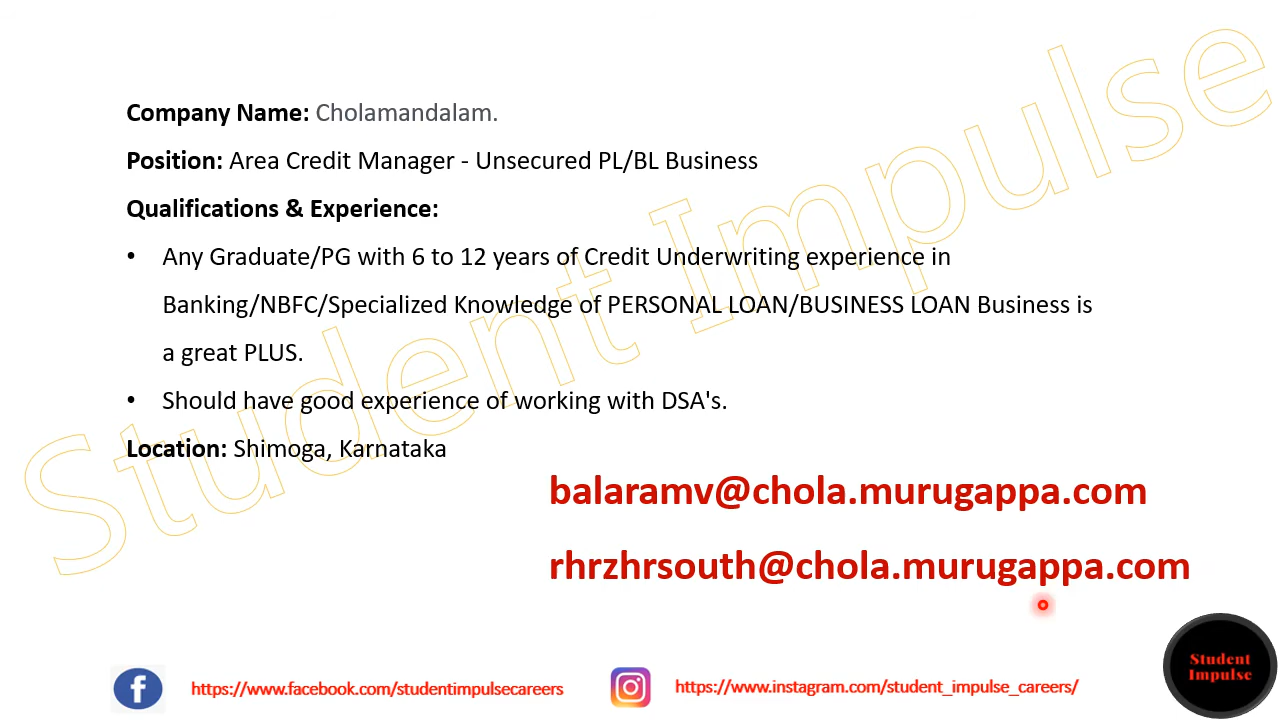 Company Name: Cholamandalam.
Position: Area Credit Manager - Unsecured PL/BL Business
Qualifications & Experience:
• Any Graduate/PG with 6 to 12 years of Credit Underwriting experience in
Banking/NBFC/Specialized Knowledge of PERSONAL LOAN/BUSINESS LOAN Business is
a great PLUS.
• Should have good experience of working with DSA's.
Location: Shimoga, Karnataka
balaramv@chola.murugappa.com
rhrzhrsouth@chola.murugappa.com
Student Impulse
https://www.facebook.com/studentimpulsecareers
https://www.instagram.com/student_impulse_careers/
Student
Impulse